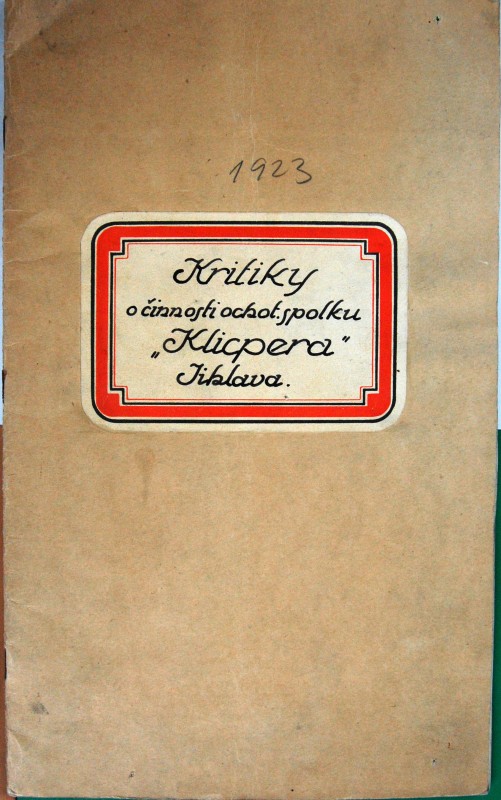 1923
Kritiky
o činnosti ochot. spolku
„Klicpera"
Jihlava.